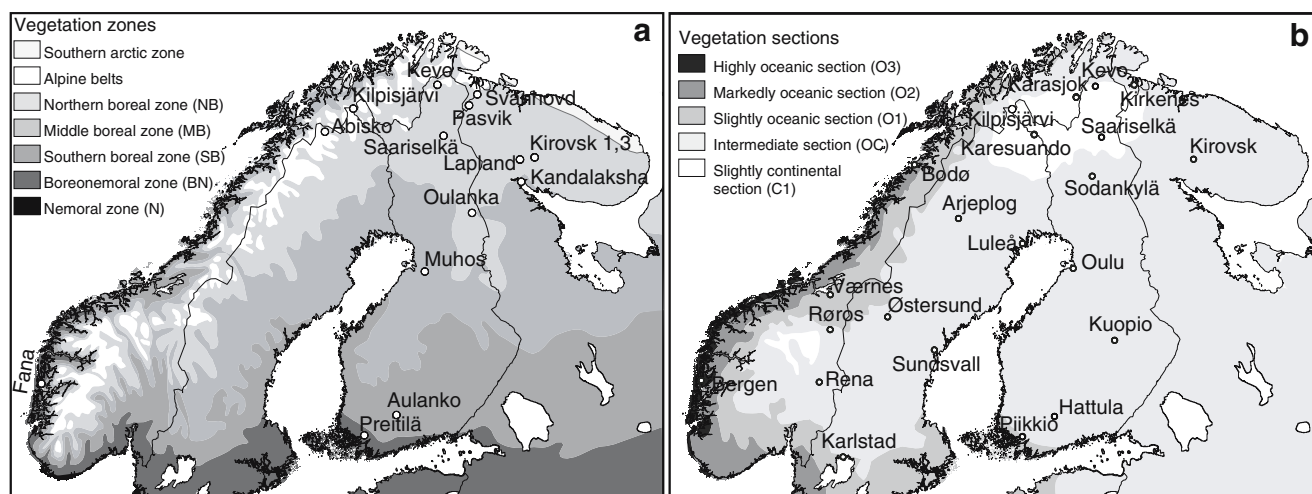 Vegetation zones
Southern arctic zone
Alpine belts
Northern boreal zone (NB)
Middle boreal zone (MB)
Southern boreal zone (SB)
Boreonemoral zone (BN)
Nemoral zone (N)
a
Kevo
Kilpisjärvi
Svanhovd
Pasvik
Abisko
Saariselkä
Kirovsk 1,3
Lapland
Kandalaksha
Oulanka
Muhos
Fana
Aulanko
Preitilä
b
Vegetation sections
Highly oceanic section (O3)
Markedly oceanic section (O2)
Slightly oceanic section (O1)
Intermediate section (OC)
Slightly continental
section (C1)
Kevo
Karasjok
Kirkenes
Kilpisjärvi
Saariselkä
Karesuando
Kirovsk
Bodø
Sodankylä
Arjeplog
Luleå
Oulu
Værnes
Østersund
Røros
Kuopio
Sundsvall
Bergen
Rena
Hattula
Piikkiö
Karlstad